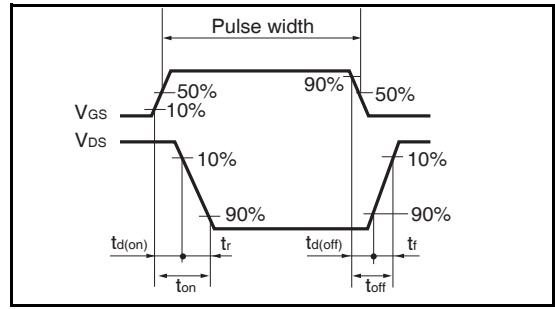 Pulse width
90%
50%
50%
10%
VGS
VDS
10%
10%
90%
90%
td(on)
tr
td(off)
tf
ton
toff